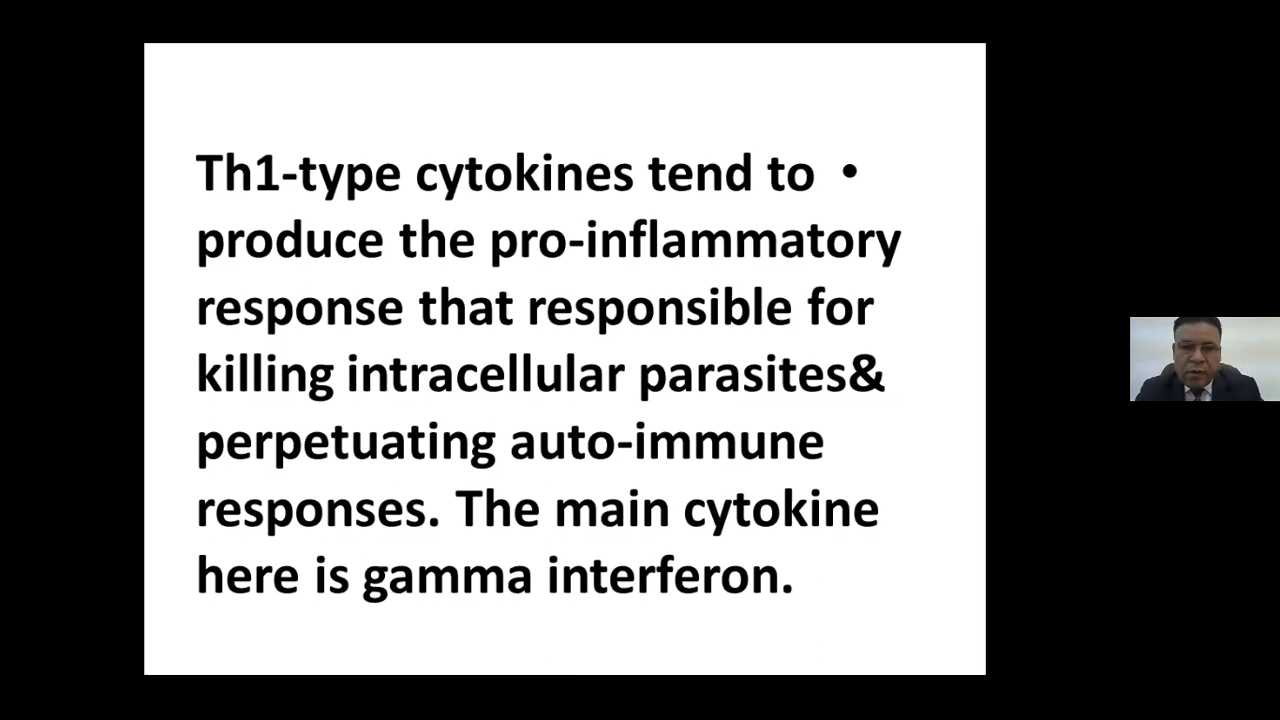 Th1-type cytokines tend to •
produce the pro-inflammatory
response that responsible for
killing intracellular parasites&
perpetuating auto-immune
responses. The main cytokine
here is gamma interferon.